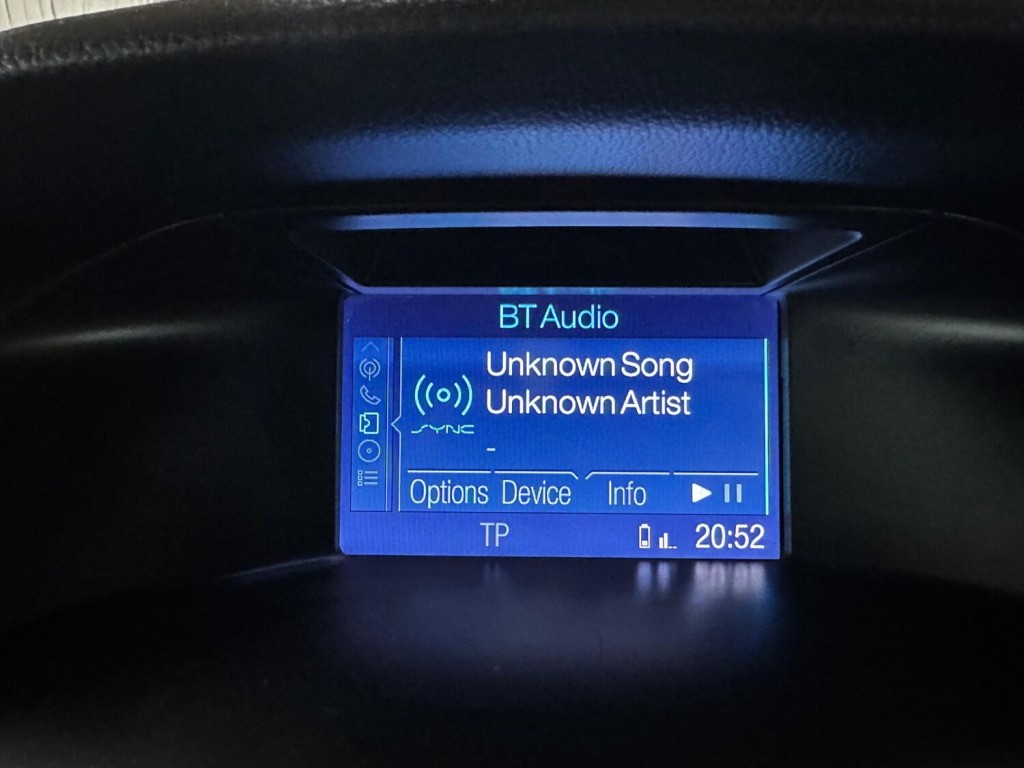 BT Audio
Unknown Song
Unknown Artist
SYNC
-
Options Device Info
TP 20:52